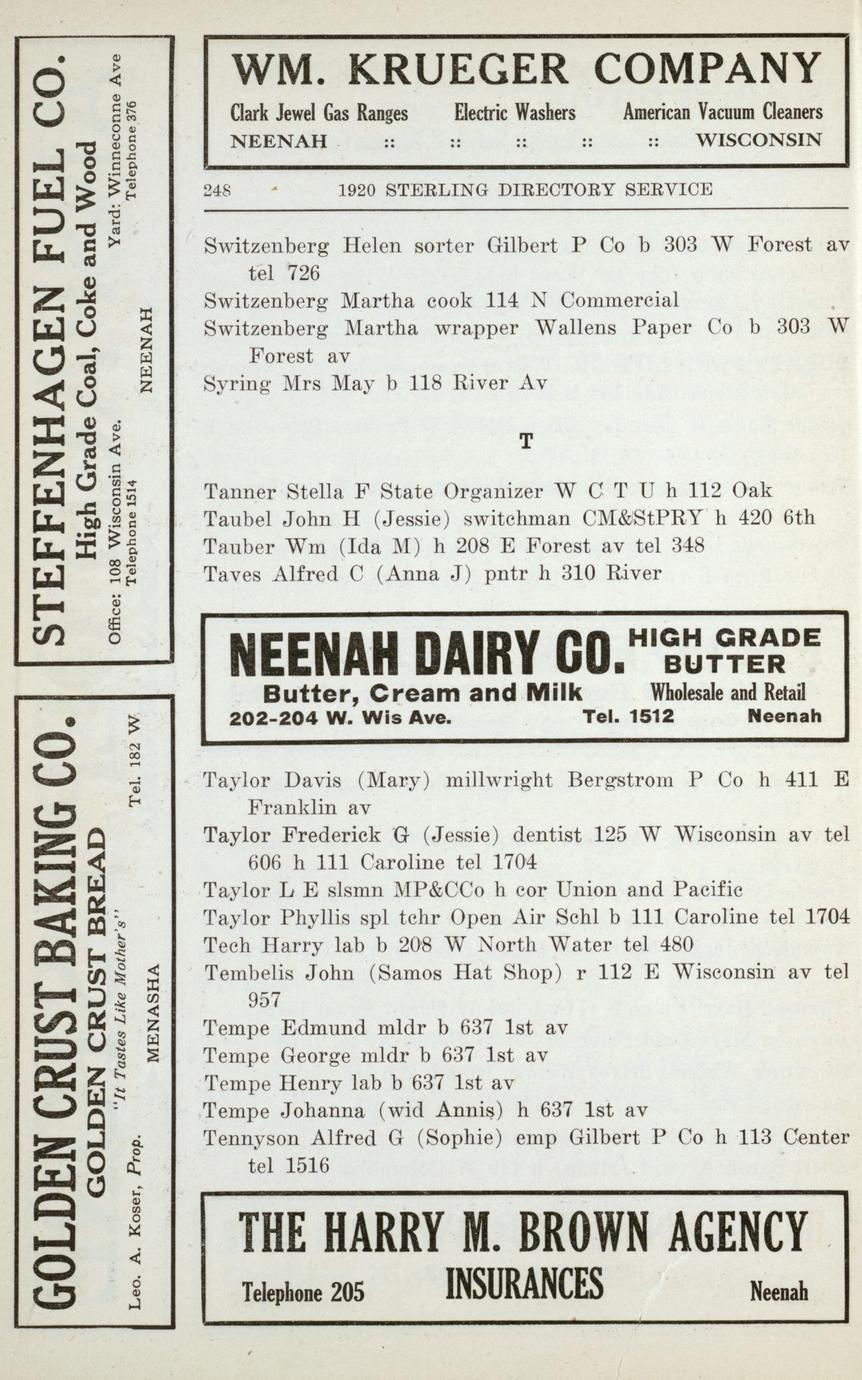 WM. KRUEGER COMPANY
Clark Jewel Gas Ranges Electric Washers American Vacuum Cleaners
NEENAH :: :: :: :: :: WISCONSIN
248 1920 STERLING DIRECTORY SERVICE
Switzenberg Helen sorter Gilbert P Co b 303 W Forest av
tel 726
Switzenberg Martha cook 114 N Commercial
Switzenberg Martha wrapper Wallens Paper Co b 303 W
Forest av
Syring Mrs May b 118 River Av
T
Tanner Stella F State Organizer W C T U h 112 Oak
Taubel John H (Jessie) switchman CM&StPRY h 420 6th
Tauber Wm (Ida M) h 208 E Forest av tel 348
Taves Alfred C (Anna J) pntr h 310 River
NEENAH DAIRY CO. HIGH GRADE
BUTTER
Butter, Cream and Milk Wholesale and Retail
202-204 W. Wis Ave. Tel. 1512 Neenah
Taylor Davis (Mary) millwright Bergstrom P Co h 411 E
Franklin av
Taylor Frederick G (Jessie) dentist 125 W Wisconsin av tel
606 h 111 Caroline tel 1704
Taylor L E slsmn MP&CCo h cor Union and Pacific
Taylor Phyllis spl tchr Open Air Schl b 111 Caroline tel 1704
Tech Harry lab b 208 W North Water tel 480
Tembelis John (Samos Hat Shop) r 112 E Wisconsin av tel
957
Tempe Edmund mldr b 637 1st av
Tempe George mldr b 637 1st av
Tempe Henry lab b 637 1st av
Tempe Johanna (wid Annis) h 637 1st av
Tennyson Alfred G (Sophie) emp Gilbert P Co h 113 Center
tel 1516
THE HARRY M. BROWN AGENCY
Telephone 205 INSURANCES Neenah
STEFFENHAGEN FUEL CO.
High Grade Coal, Coke and Wood
Office: 108 Wisconsin Ave. Yard: Winneconne Ave
Telephone 1514 Telephone 376
NEENAH
GOLDEN CRUST BAKING CO.
GOLDEN CRUST BREAD
"It Tastes Like Mother's"
Leo. A. Koser, Prop. Tel. 182 W
MENASHA